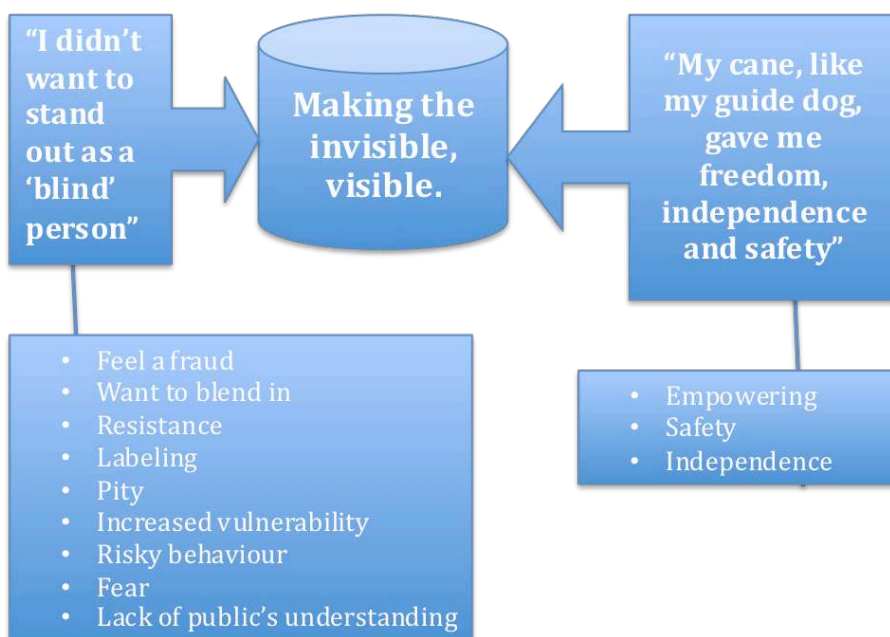 “I didn’t
want to
stand
out as a
‘blind’
person”
Making the
invisible,
visible.
“My cane, like
my guide dog,
gave me
freedom,
independence
and safety”
• Feel a fraud
• Want to blend in
• Resistance
• Labeling
• Pity
• Increased vulnerability
• Risky behaviour
• Fear
• Lack of public’s understanding
• Empowering
• Safety
• Independence